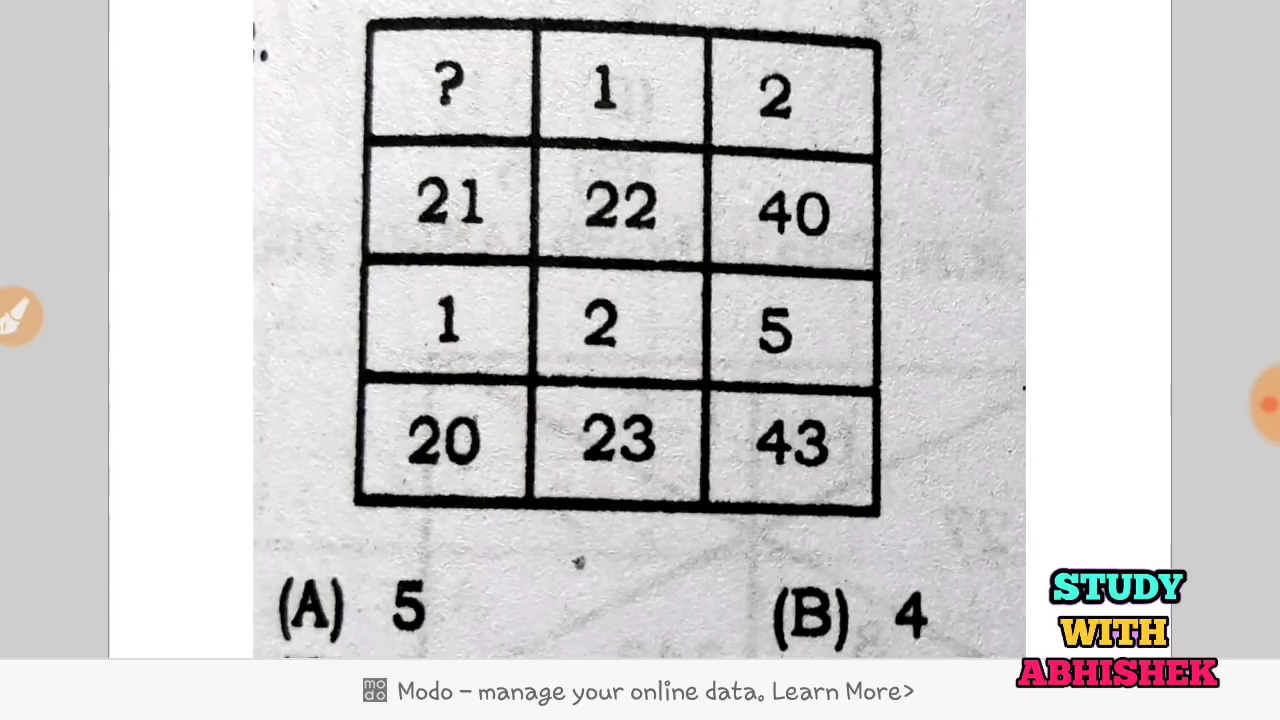 ? 1 2
21 22 40
1 2 5
20 23 43
(A) 5 (B) 4
STUDY
WITH
ABHISHEK
modo Modo – manage your online data. Learn More>